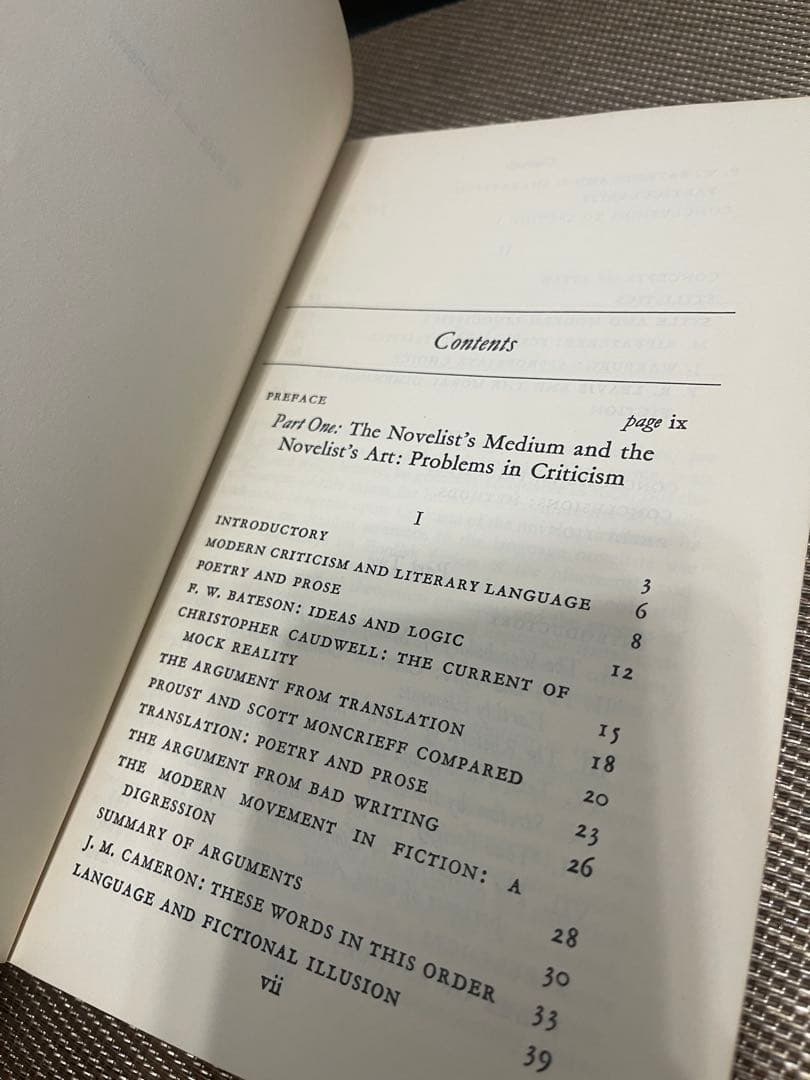 Contents
PREFACE page ix
Part One: The Novelist's Medium and the
Novelist's Art: Problems in Criticism
I
INTRODUCTORY 3
MODERN CRITICISM AND LITERARY LANGUAGE 6
POETRY AND PROSE 8
F. W. BATESON: IDEAS AND LOGIC 12
CHRISTOPHER CAUDWELL: THE CURRENT OF
MOCK REALITY 15
THE ARGUMENT FROM TRANSLATION 18
PROUST AND SCOTT MONCRIEFF COMPARED 20
TRANSLATION: POETRY AND PROSE 23
THE ARGUMENT FROM BAD WRITING 26
THE MODERN MOVEMENT IN FICTION: A
DIGRESSION 28
SUMMARY OF ARGUMENTS 30
J. M. CAMERON: THESE WORDS IN THIS ORDER 33
LANGUAGE AND FICTIONAL ILLUSION 39
vii